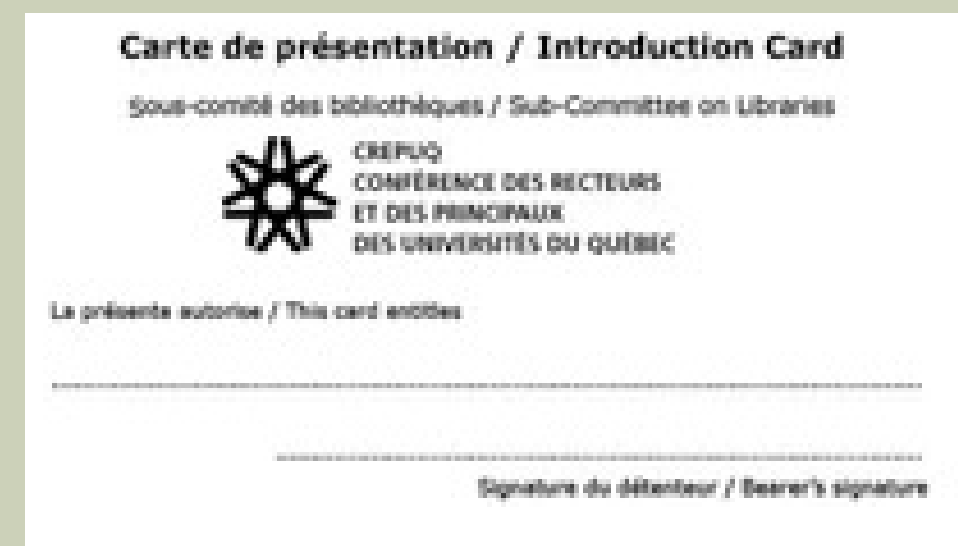 Carte de présentation / Introduction Card
Sous-comité des bibliothèques / Sub-Committee on Libraries
CREPUQ
CONFÉRENCE DES RECTEURS
ET DES PRINCIPAUX
DES UNIVERSITÉS DU QUÉBEC
La présente autorise / This card entitles
Signature du détenteur / Bearer's signature